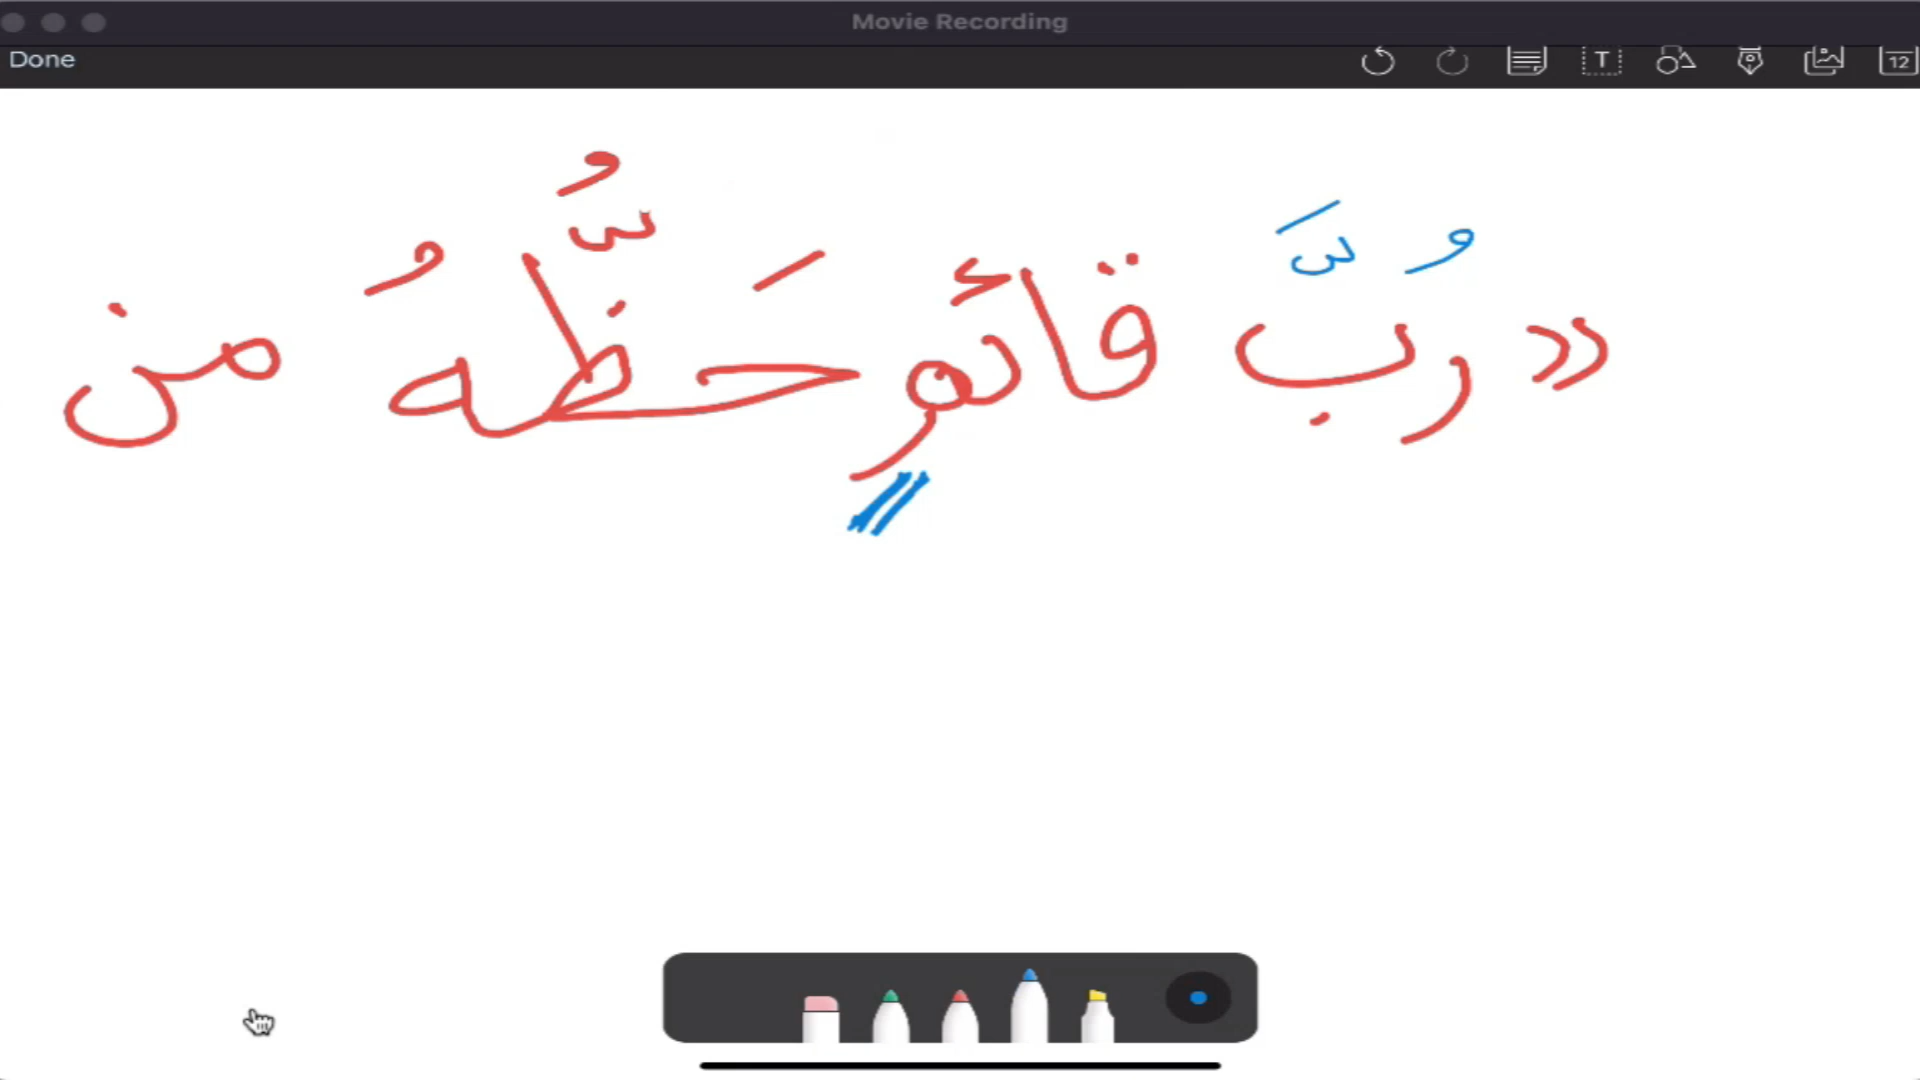 Movie Recording
Done
T
12
« رُبَّ قائمٍ حَظُّهُ من